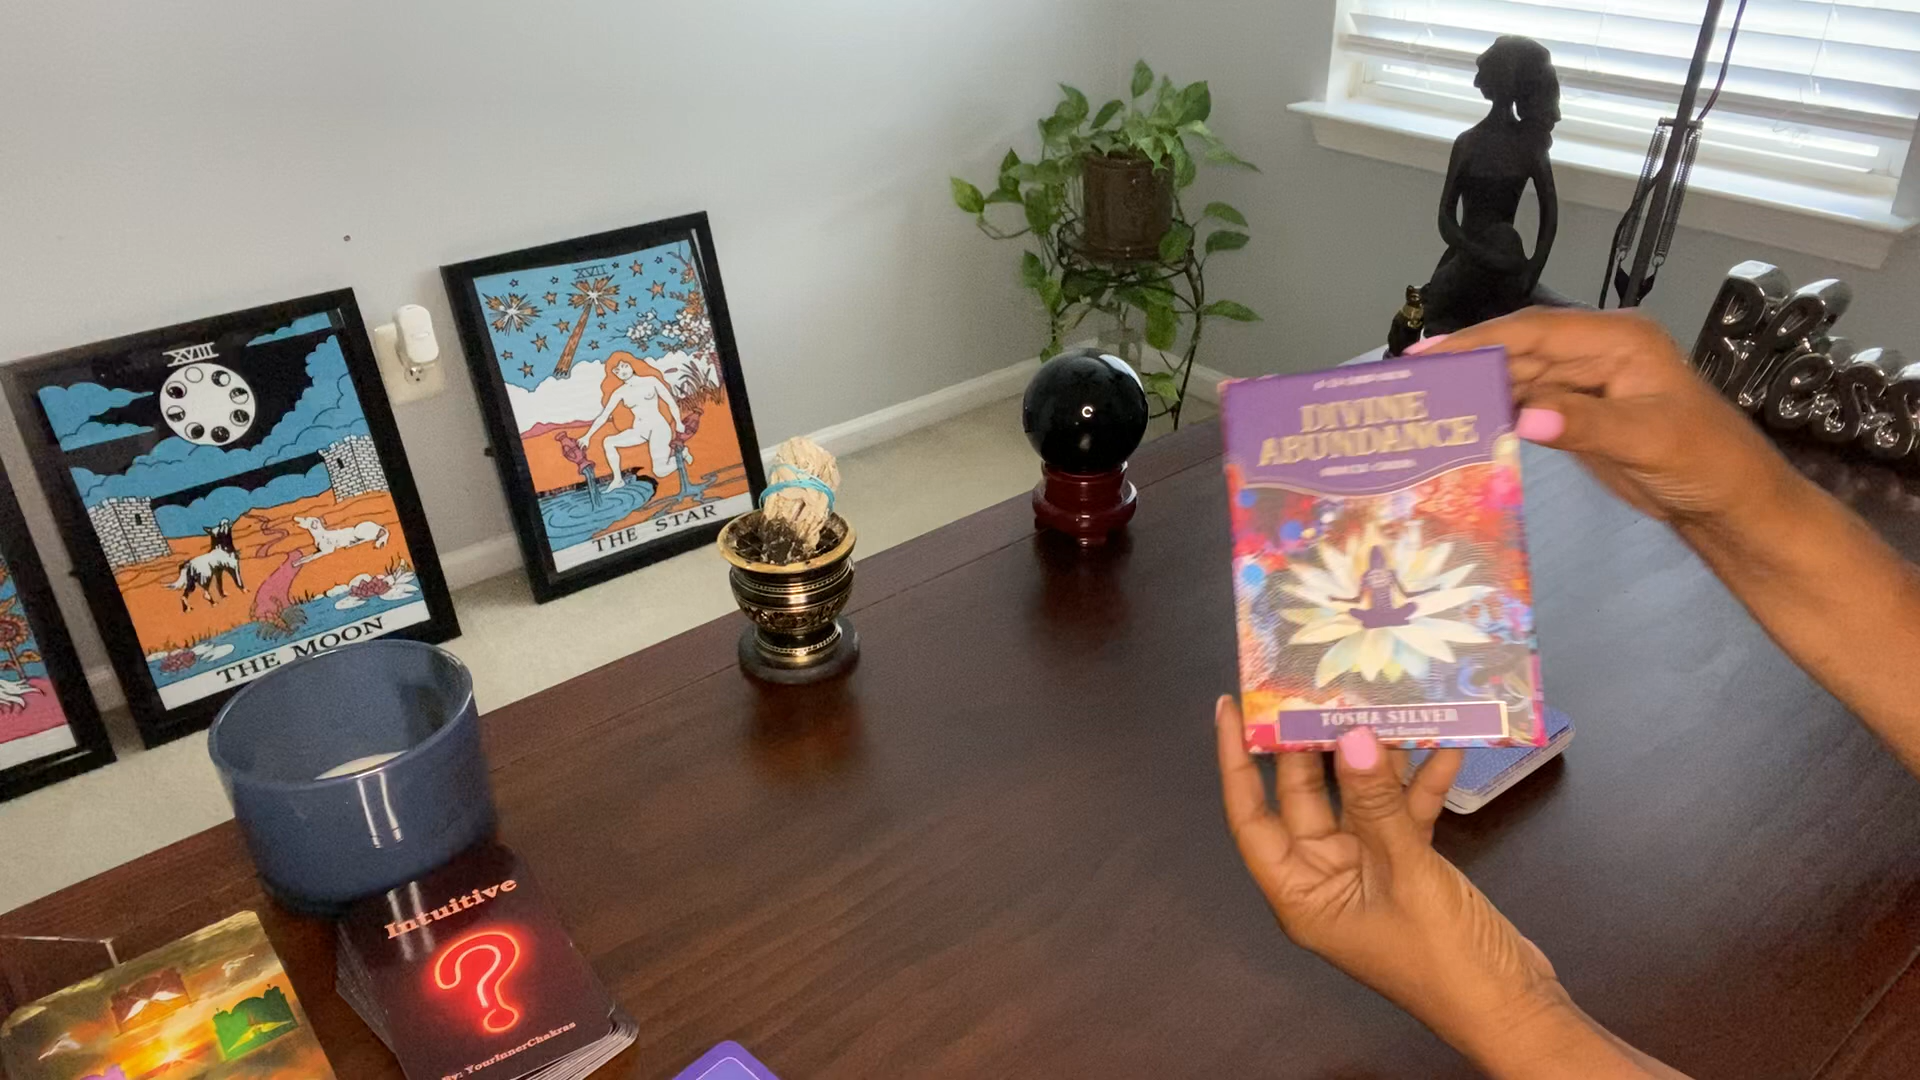 XVIII
THE MOON
XVII
THE STAR
DIVINE
ABUNDANCE
TOSHA SILVER
Bless
Intuitive
?
By: YourInnerChakras